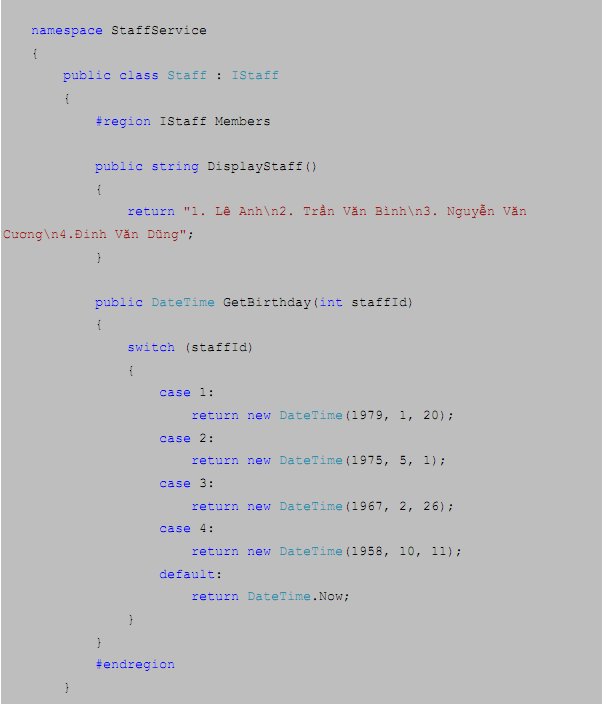 namespace StaffService
{
public class Staff : IStaff
{
#region IStaff Members
public string DisplayStaff()
{
return "1. Lê Anh\n2. Trần Văn Bình\n3. Nguyễn Văn
Cương\n4.Đinh Văn Dũng";
}
public DateTime GetBirthday(int staffId)
{
switch (staffId)
{
case 1:
return new DateTime(1979, 1, 20);
case 2:
return new DateTime(1975, 5, 1);
case 3:
return new DateTime(1967, 2, 26);
case 4:
return new DateTime(1958, 10, 11);
default:
return DateTime.Now;
}
}
#endregion
}